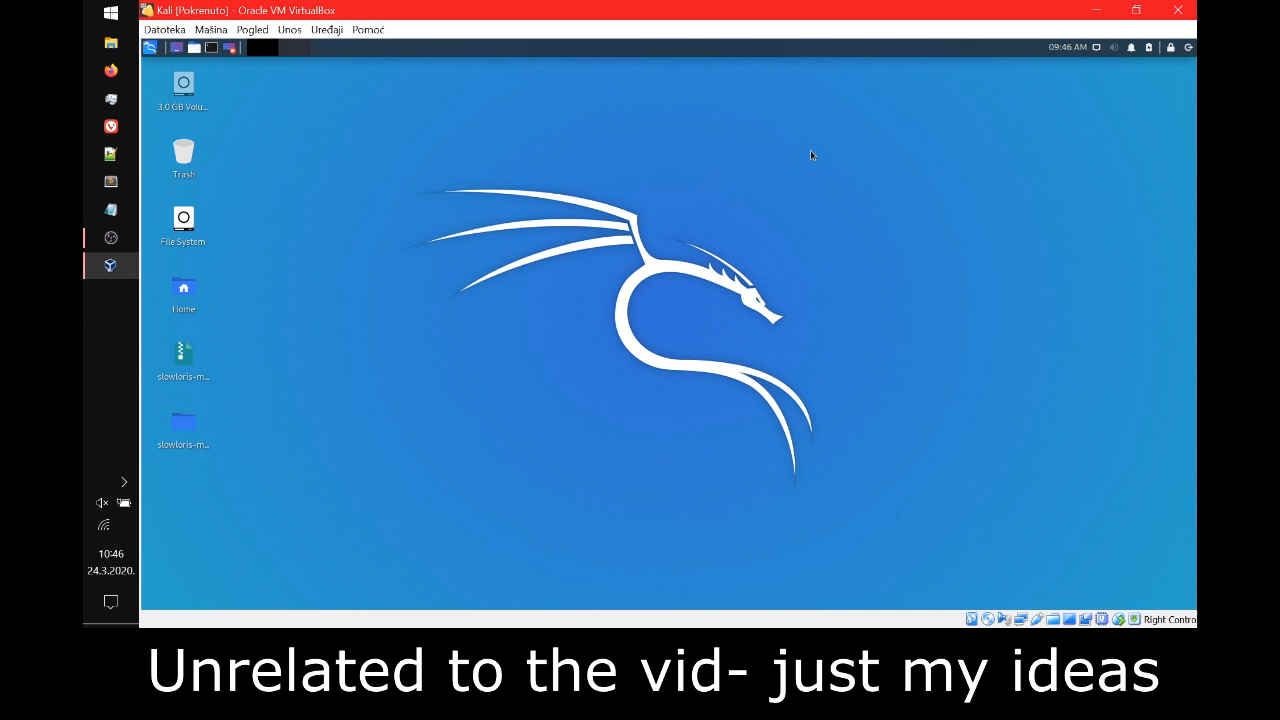 Kali [Pokrenuto] - Oracle VM VirtualBox
Datoteka Mašina Pogled Unos Uređaji Pomoć
09:46 AM
3.0 GB Volu...
Trash
File System
Home
slowloris-m...
slowloris-m...
10:46
24.3.2020.
Right Contro
Unrelated to the vid- just my ideas